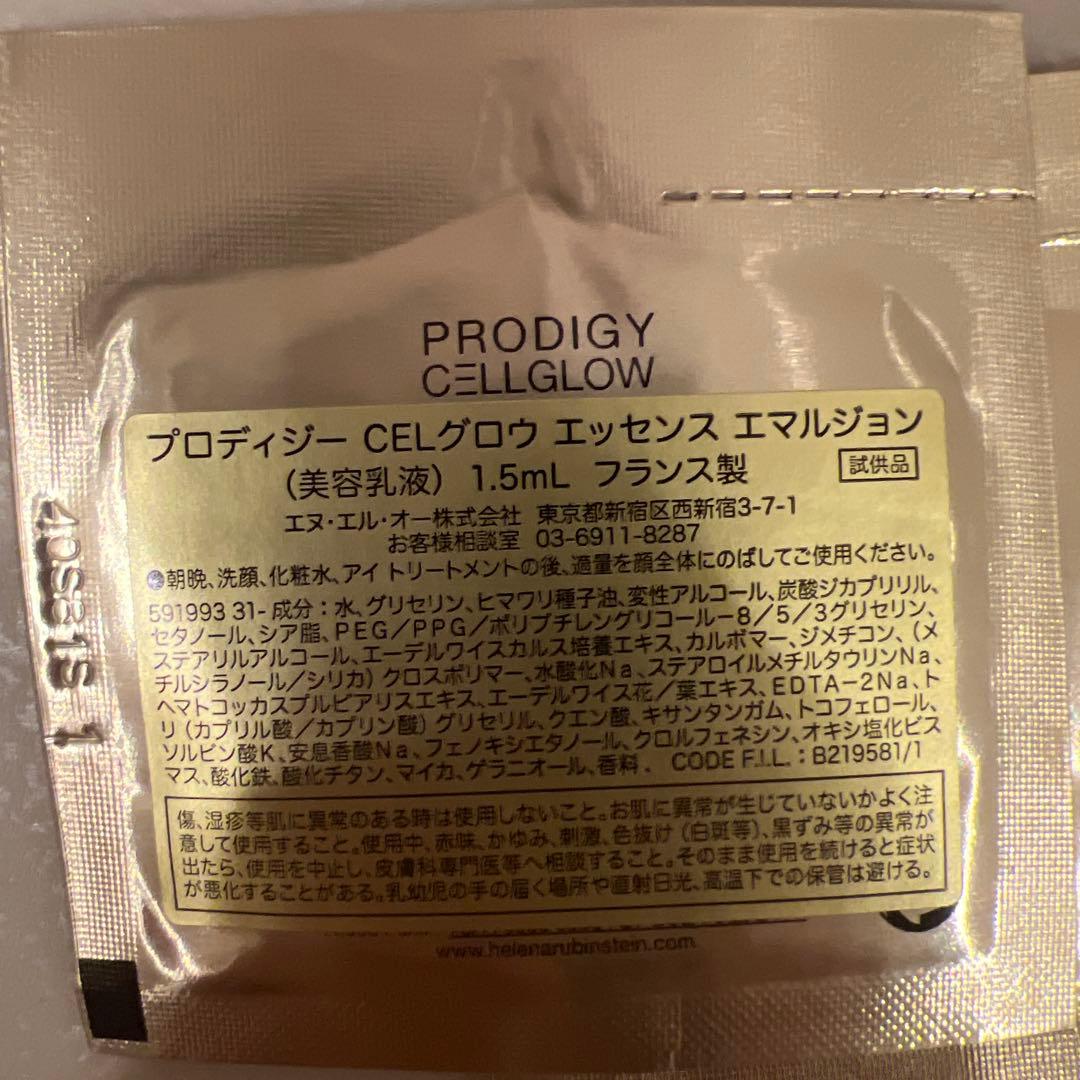 PRODIGY
CELLGLOW
プロディジー CELグロウ エッセンス エマルジョン
（美容乳液） 1.5mL フランス製 試供品
エヌ・エル・オー株式会社 東京都新宿区西新宿3-7-1
お客様相談室 03-6911-8287
●朝晩、洗顔、化粧水、アイ トリートメントの後、適量を顔全体にのばしてご使用ください。
591993 31- 成分：水、グリセリン、ヒマワリ種子油、変性アルコール、炭酸ジカプリリル、
セタノール、シア脂、PEG／PPG／ポリブチレングリコール－8／5／3グリセリン、
ステアリルアルコール、エーデルワイスカルス培養エキス、カルボマー、ジメチコン、（メ
チルシラノール／シリカ）クロスポリマー、水酸化Na、ステアロイルメチルタウリンNa、
ヘマトコッカスプルビアリスエキス、エーデルワイス花／葉エキス、EDTA－2Na、ト
リ（カプリル酸／カプリン酸）グリセリル、クエン酸、キサンタンガム、トコフェロール、
ソルビン酸K、安息香酸Na、フェノキシエタノール、クロルフェネシン、オキシ塩化ビス
マス、酸化鉄、酸化チタン、マイカ、ゲラニオール、香料． CODE F.I.L. : B219581/1
傷、湿疹等肌に異常のある時は使用しないこと。お肌に異常が生じていないかよく注
意して使用すること。使用中、赤味、かゆみ、刺激、色抜け（白斑等）、黒ずみ等の異常が
出たら、使用を中止し、皮膚科専門医等へ相談すること。そのまま使用を続けると症状
が悪化することがある。乳幼児の手の届く場所や直射日光、高温下での保管は避ける。
www.helenarubinstein.com
40S81S 1